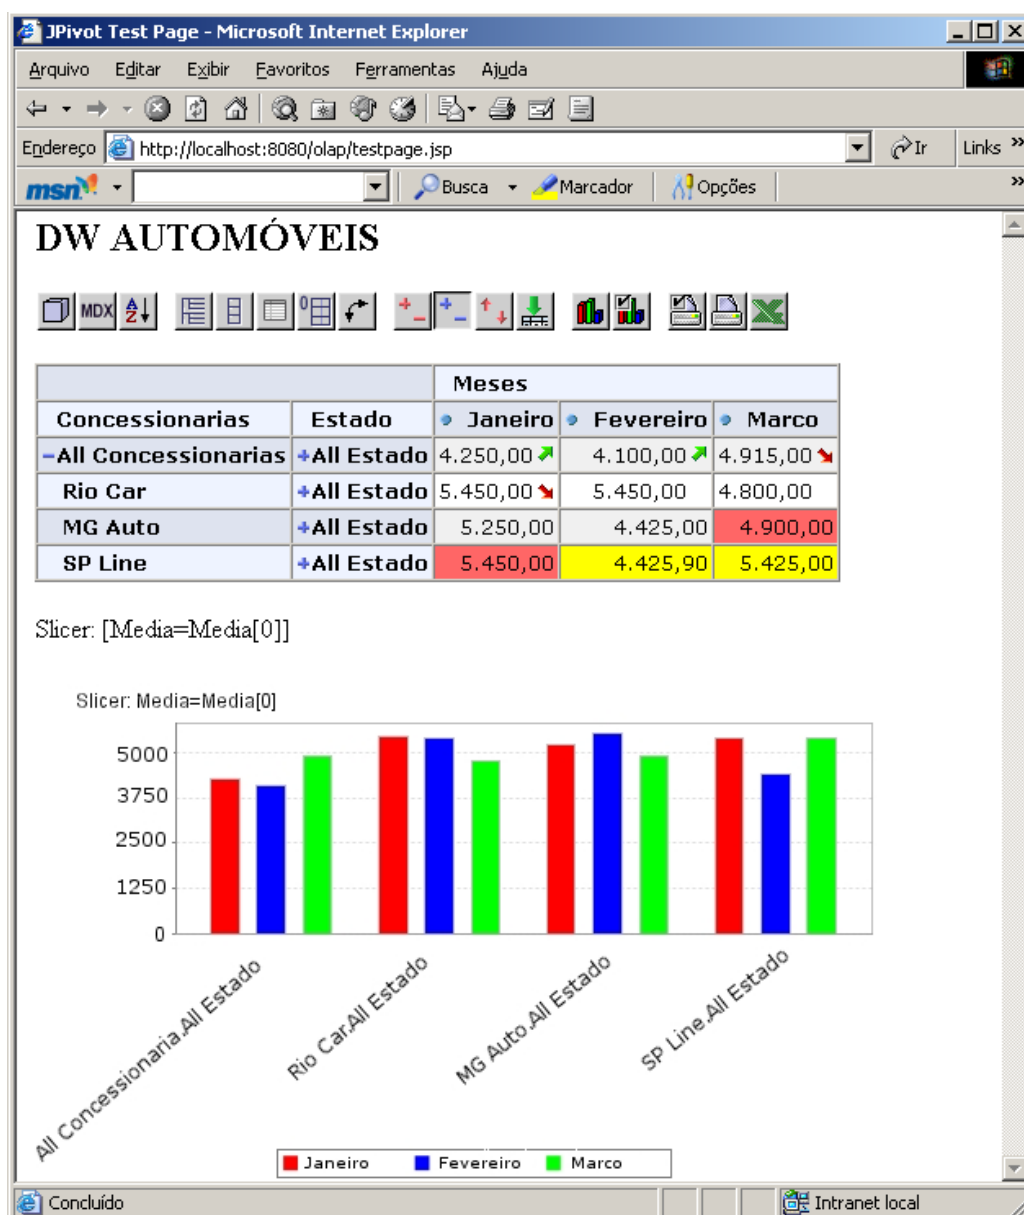 JPivot Test Page - Microsoft Internet Explorer
Arquivo Editar Exibir Favoritos Ferramentas Ajuda
Endereço http://localhost:8080/olap/testpage.jsp Ir Links »
msn Busca Marcador Opções »
DW AUTOMÓVEIS
MDX A Z 0
Meses
Concessionarias Estado Janeiro Fevereiro Marco
-All Concessionarias +All Estado 4.250,00 4.100,00 4.915,00
Rio Car +All Estado 5.450,00 5.450,00 4.800,00
MG Auto +All Estado 5.250,00 4.425,00 4.900,00
SP Line +All Estado 5.450,00 4.425,90 5.425,00
Slicer: [Media=Media[0]]
Slicer: Media=Media[0]
5000
3750
2500
1250
0
All Concessionaria,All Estado
Rio Car,All Estado
MG Auto,All Estado
SP Line,All Estado
Janeiro Fevereiro Marco
Concluído Intranet local